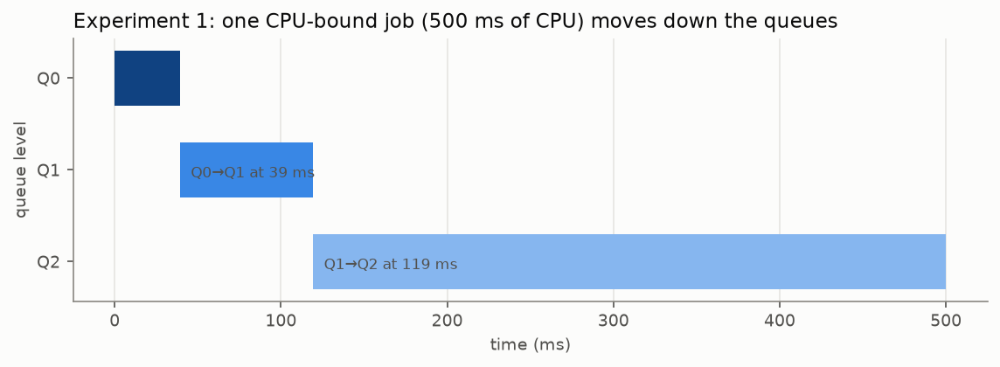 Experiment 1: one CPU-bound job (500 ms of CPU) moves down the queues
queue level
Q0
Q1
Q0→Q1 at 39 ms
Q2
Q1→Q2 at 119 ms
0 100 200 300 400 500
time (ms)